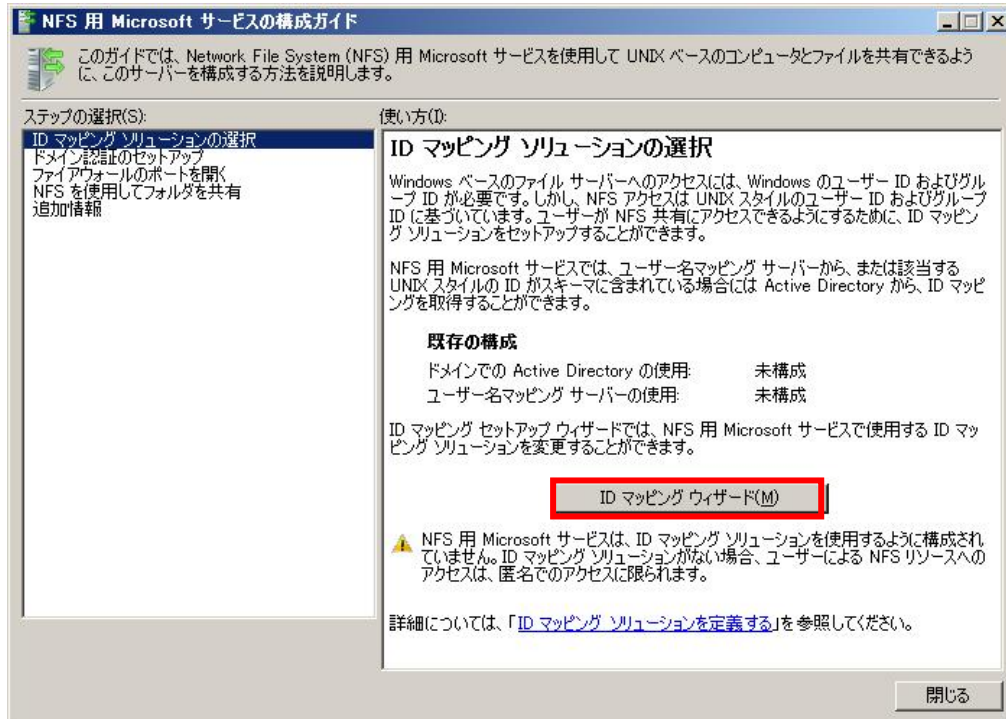 NFS 用 Microsoft サービスの構成ガイド
このガイドでは、Network File System (NFS) 用 Microsoft サービスを使用して UNIX ベースのコンピュータとファイルを共有できるよう
に、このサーバーを構成する方法を説明します。
ステップの選択(S):
ID マッピング ソリューションの選択
ドメイン認証のセットアップ
ファイアウォールのポートを開く
NFS を使用してフォルダを共有
追加情報
使い方(I):
ID マッピング ソリューションの選択
Windows ベースのファイル サーバーへのアクセスには、Windows のユーザー ID およびグル
ープ ID が必要です。しかし、NFS アクセスは UNIX スタイルのユーザー ID およびグループ
ID に基づいています。ユーザーが NFS 共有にアクセスできるようにするために、ID マッピン
グ ソリューションをセットアップすることができます。
NFS 用 Microsoft サービスでは、ユーザー名マッピング サーバーから、または該当する
UNIX スタイルの ID がスキーマに含まれている場合には Active Directory から、ID マッピ
ングを取得することができます。
既存の構成
ドメインでの Active Directory の使用: 未構成
ユーザー名マッピング サーバーの使用: 未構成
ID マッピング セットアップ ウィザードでは、NFS 用 Microsoft サービスで使用する ID マッ
ピング ソリューションを変更することができます。
ID マッピング ウィザード(M)
NFS 用 Microsoft サービスは、ID マッピング ソリューションを使用するように構成され
ていません。ID マッピング ソリューションがない場合、ユーザーによる NFS リソースへの
アクセスは、匿名でのアクセスに限られます。
詳細については、「ID マッピング ソリューションを定義する」を参照してください。
閉じる